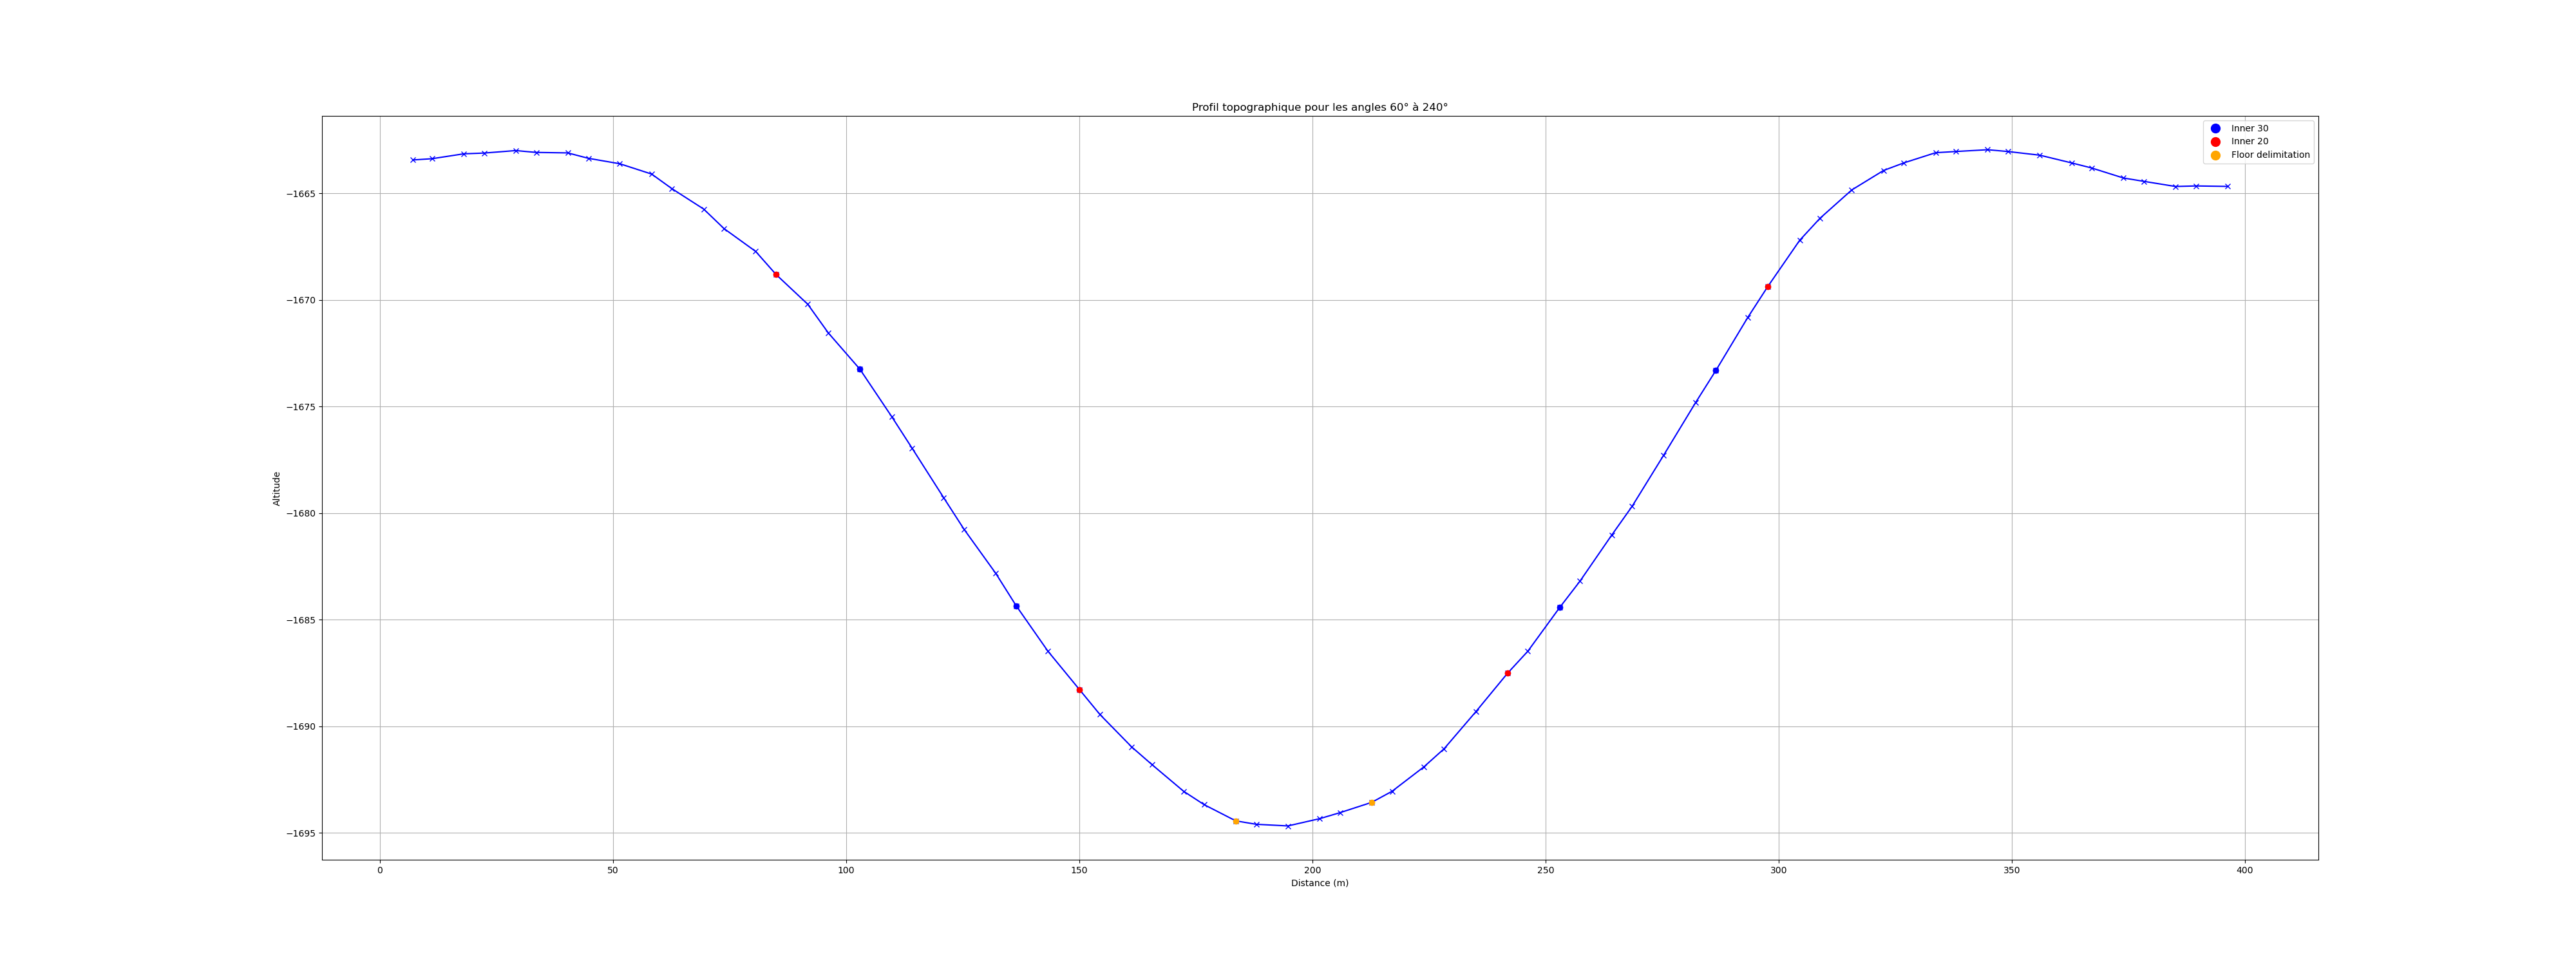 Profil topographique pour les angles 60° à 240°
Inner 30
Inner 20
Floor delimitation
Altitude
−1665
−1670
−1675
−1680
−1685
−1690
−1695
0
50
100
150
200
250
300
350
400
Distance (m)